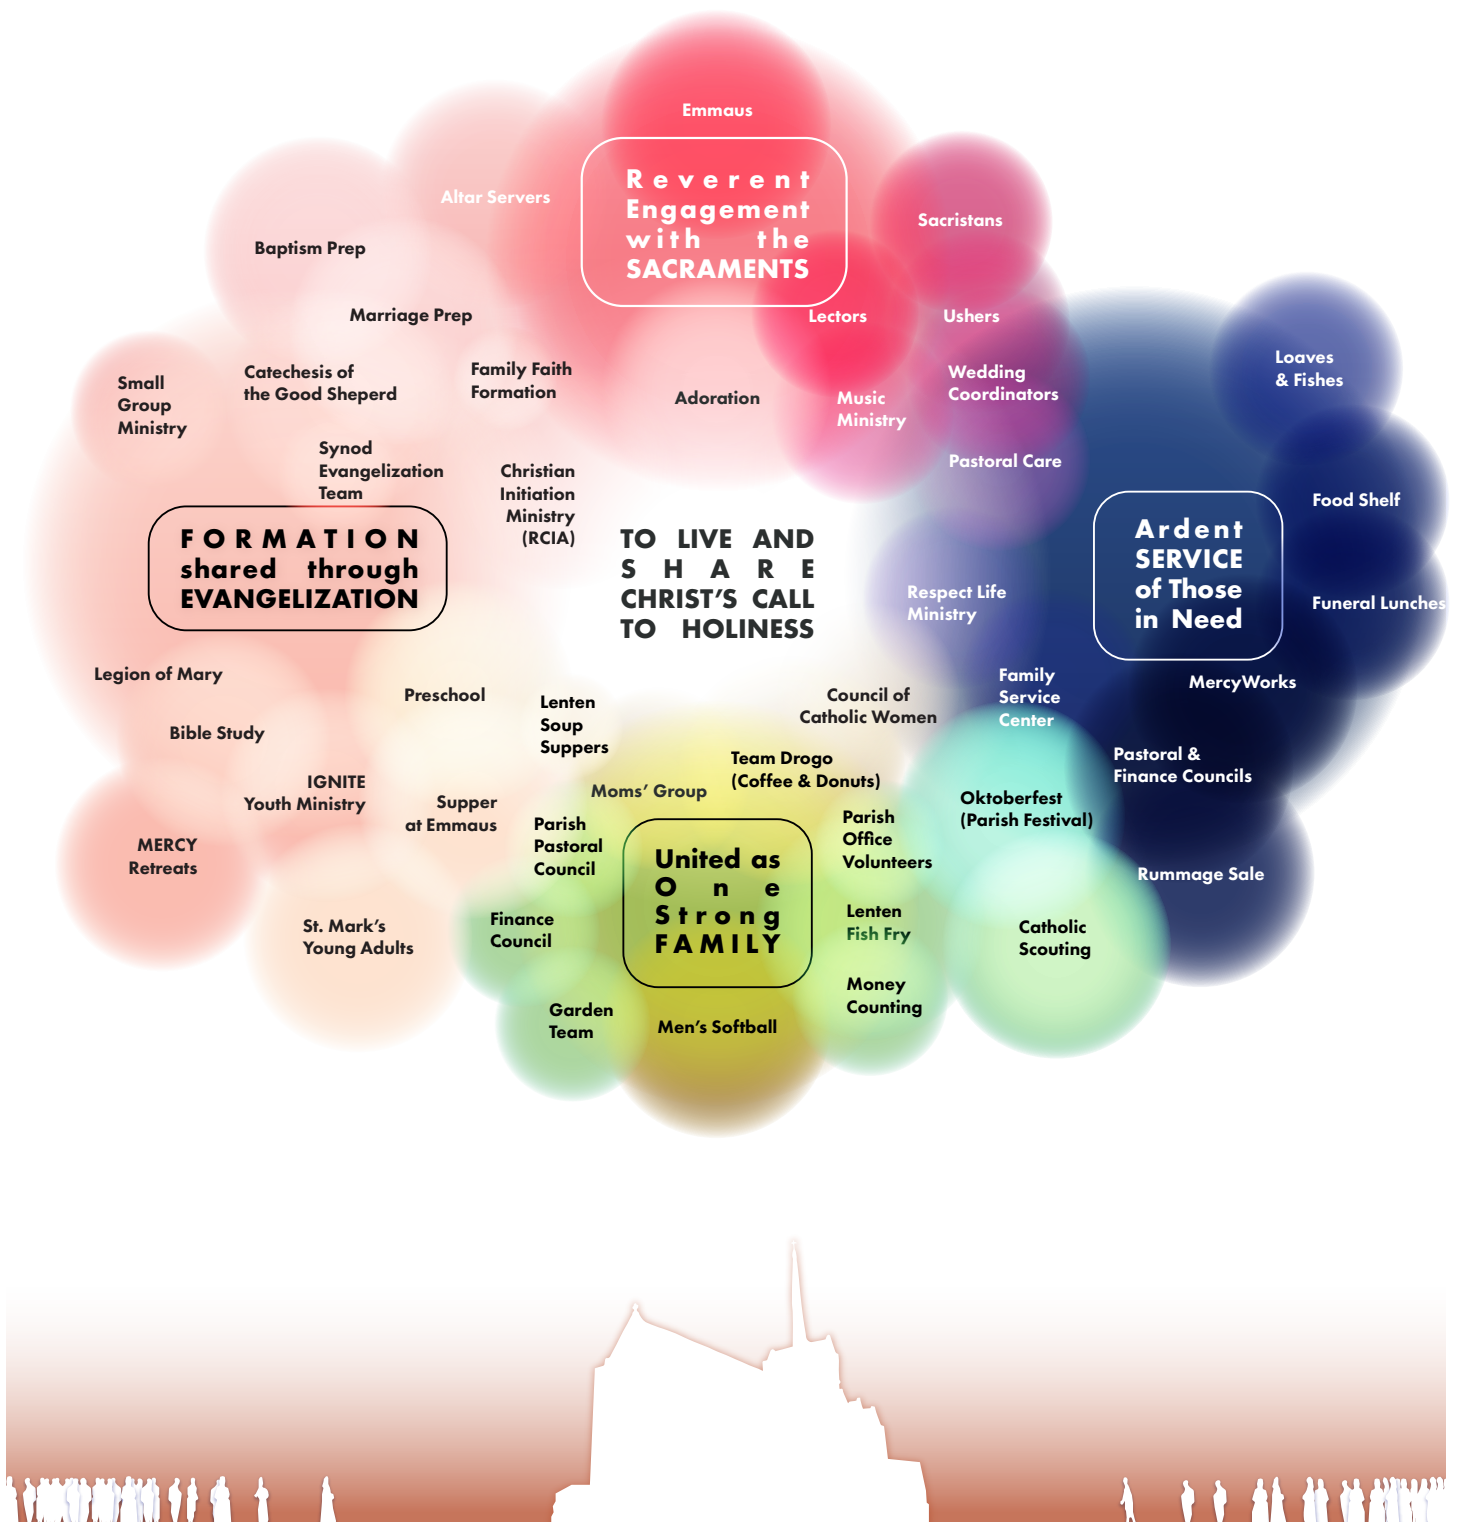 Emmaus
Reverent
Engagement
with the
SACRAMENTS
Altar Servers
Sacristans
Baptism Prep
Marriage Prep
Lectors
Ushers
Small
Group
Ministry
Catechesis of
the Good Sheperd
Family Faith
Formation
Adoration
Music
Ministry
Wedding
Coordinators
Loaves
& Fishes
Synod
Evangelization
Team
Christian
Initiation
Ministry
(RCIA)
Pastoral Care
Food Shelf
FORMATION
shared through
EVANGELIZATION
TO LIVE AND
SHARE
CHRIST'S CALL
TO HOLINESS
Respect Life
Ministry
Ardent
SERVICE
of Those
in Need
Funeral Lunches
Legion of Mary
Preschool
Lenten
Soup
Suppers
Council of
Catholic Women
Family
Service
Center
MercyWorks
Bible Study
IGNITE
Youth Ministry
Supper
at Emmaus
Moms' Group
Team Drogo
(Coffee & Donuts)
Oktoberfest
(Parish Festival)
Pastoral &
Finance Councils
MERCY
Retreats
Parish
Pastoral
Council
United as
One
Strong
FAMILY
Parish
Office
Volunteers
Rummage Sale
St. Mark's
Young Adults
Finance
Council
Lenten
Fish Fry
Catholic
Scouting
Garden
Team
Men's Softball
Money
Counting